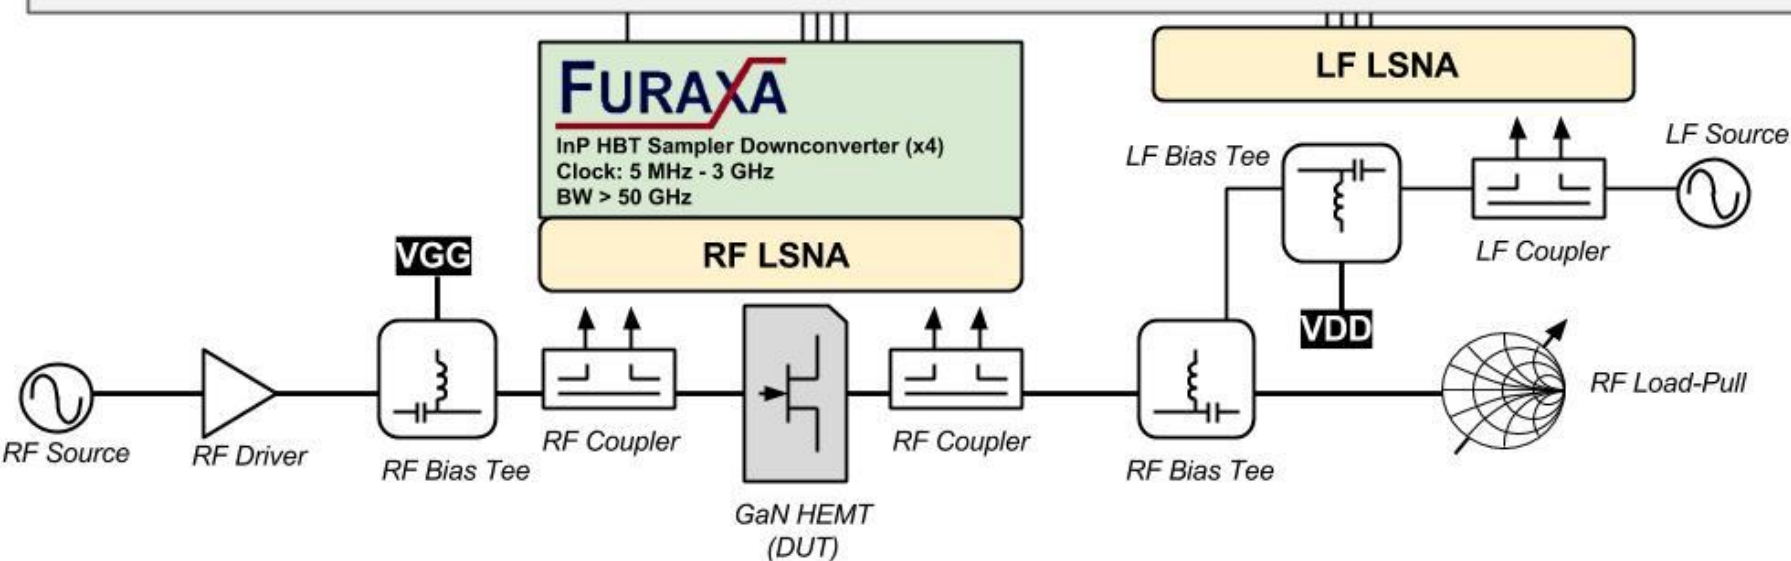 FURAXA
InP HBT Sampler Downconverter (x4)
Clock: 5 MHz - 3 GHz
BW > 50 GHz
RF LSNA
LF LSNA
LF Bias Tee
LF Source
LF Coupler
VGG
VDD
RF Source
RF Driver
RF Bias Tee
RF Coupler
GaN HEMT
(DUT)
RF Coupler
RF Bias Tee
RF Load-Pull